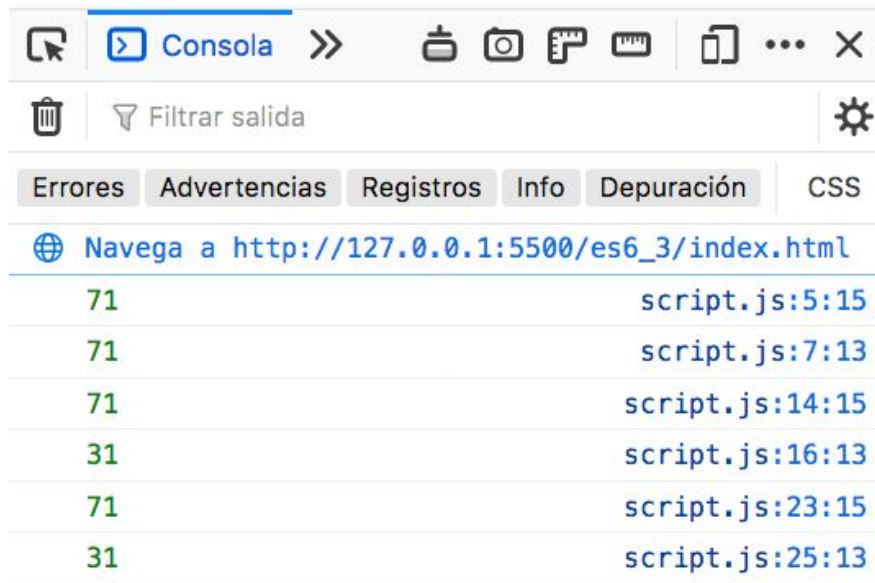 Consola
Filtrar salida
Errores Advertencias Registros Info Depuración CSS
Navega a http://127.0.0.1:5500/es6_3/index.html
71 script.js:5:15
71 script.js:7:13
71 script.js:14:15
31 script.js:16:13
71 script.js:23:15
31 script.js:25:13